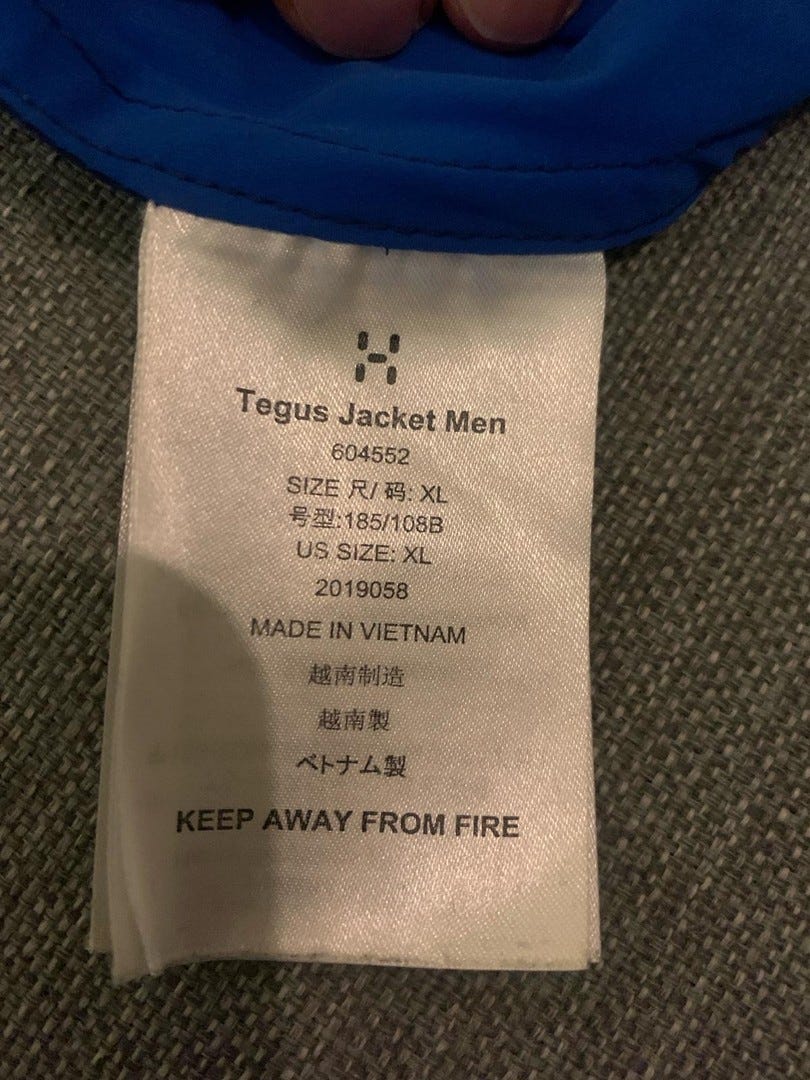 Tegus Jacket Men
604552
SIZE 尺/ 码: XL
号型:185/108B
US SIZE: XL
2019058
MADE IN VIETNAM
越南制造
越南製
ベトナム製
KEEP AWAY FROM FIRE